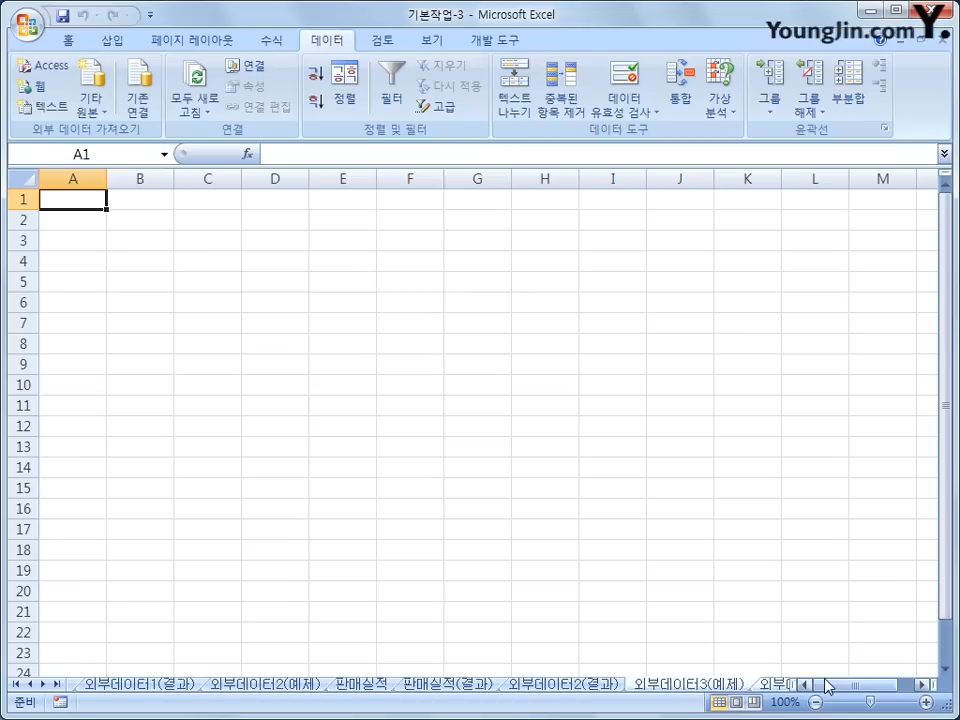 기본작업-3 - Microsoft Excel
YoungJin.com Y.
홈 삽입 페이지 레이아웃 수식 데이터 검토 보기 개발 도구
Access
웹
텍스트
기타 원본
기존 연결
외부 데이터 가져오기
모두 새로 고침
연결
속성
연결 편집
연결
정렬
필터
지우기
다시 적용
고급
정렬 및 필터
텍스트 나누기
중복된 항목 제거
데이터 유효성 검사
통합
가상 분석
데이터 도구
그룹
그룹 해제
부분합
윤곽선
A1 fx
A B C D E F G H I J K L M
1
2
3
4
5
6
7
8
9
10
11
12
13
14
15
16
17
18
19
20
21
22
23
24
외부데이터1(결과) 외부데이터2(예제) 판매실적 판매실적(결과) 외부데이터2(결과) 외부데이터3(예제)
준비 100%